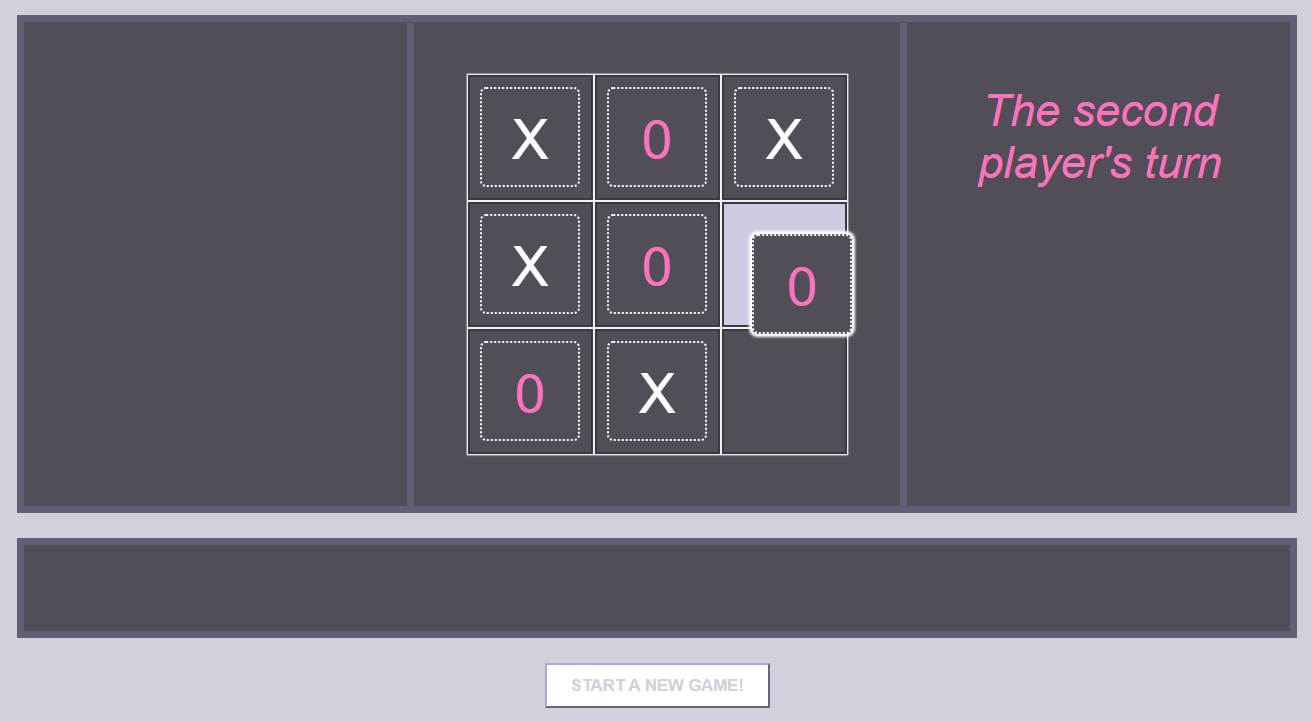 X 0 X
The second
player's turn
X 0 0
0 X
START A NEW GAME!